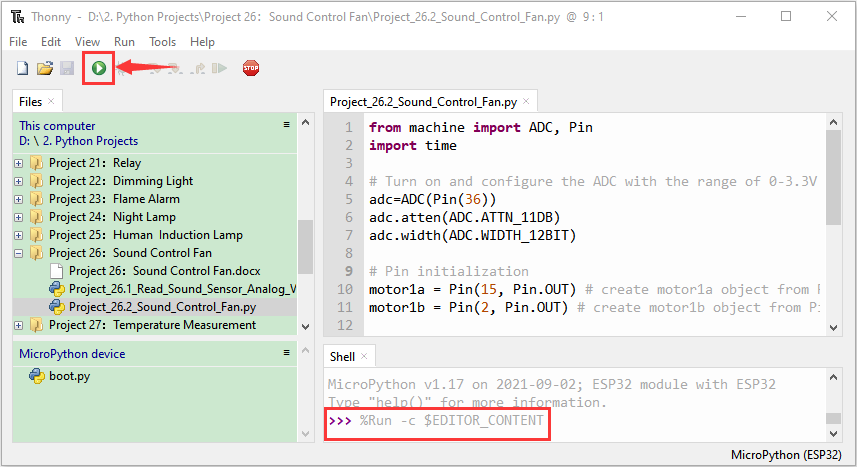 Thonny - D:\2. Python Projects\Project 26：Sound Control Fan\Project_26.2_Sound_Control_Fan.py @ 9 : 1
File Edit View Run Tools Help
STOP
Files
This computer
D: \ 2. Python Projects
Project 21：Relay
Project 22：Dimming Light
Project 23：Flame Alarm
Project 24：Night Lamp
Project 25：Human Induction Lamp
Project 26：Sound Control Fan
Project 26：Sound Control Fan.docx
Project_26.1_Read_Sound_Sensor_Analog_V
Project_26.2_Sound_Control_Fan.py
Project 27：Temperature Measurement
MicroPython device
boot.py
Project_26.2_Sound_Control_Fan.py
1 from machine import ADC, Pin
2 import time
3
4 # Turn on and configure the ADC with the range of 0-3.3V
5 adc=ADC(Pin(36))
6 adc.atten(ADC.ATTN_11DB)
7 adc.width(ADC.WIDTH_12BIT)
8
9 # Pin initialization
10 motor1a = Pin(15, Pin.OUT) # create motor1a object from
11 motor1b = Pin(2, Pin.OUT) # create motor1b object from Pi
12
Shell
MicroPython v1.17 on 2021-09-02; ESP32 module with ESP32
Type "help()" for more information.
>>> %Run -c $EDITOR_CONTENT
MicroPython (ESP32)